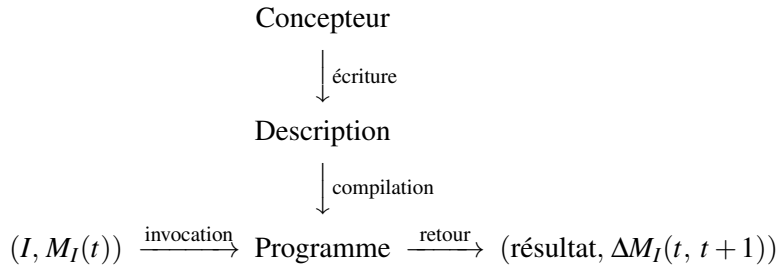 Concepteur
écriture
Description
compilation
(I, M_I(t)) invocation Programme retour (résultat, ΔM_I(t, t+1))